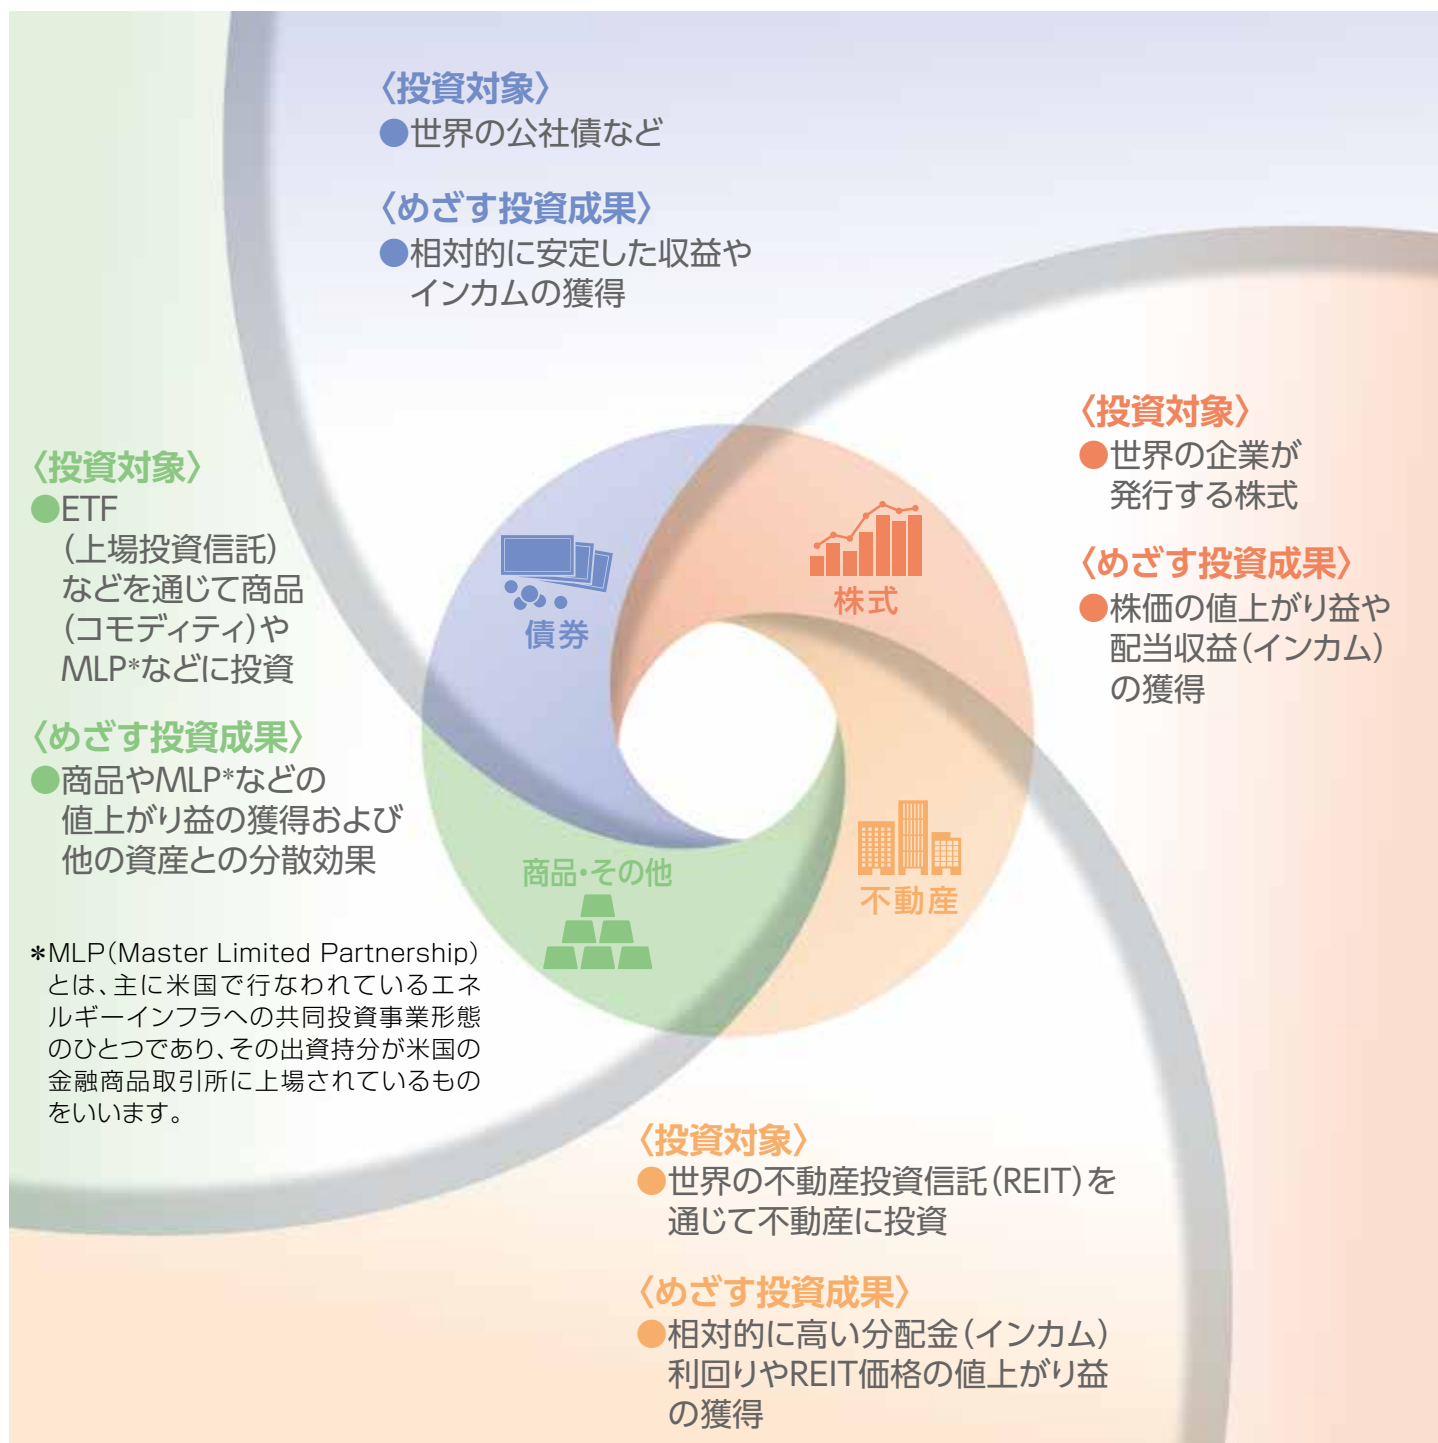 〈投資対象〉
●世界の公社債など
〈めざす投資成果〉
●相対的に安定した収益や
インカムの獲得
〈投資対象〉
●世界の企業が
発行する株式
〈めざす投資成果〉
●株価の値上がり益や
配当収益(インカム)
の獲得
〈投資対象〉
●ETF
(上場投資信託)
などを通じて商品
(コモディティ)や
MLP*などに投資
〈めざす投資成果〉
●商品やMLP*などの
値上がり益の獲得および
他の資産との分散効果
*MLP(Master Limited Partnership)
とは、主に米国で行なわれているエネ
ルギーインフラへの共同投資事業形態
のひとつであり、その出資持分が米国の
金融商品取引所に上場されているもの
をいいます。
債券
株式
商品・その他
不動産
〈投資対象〉
●世界の不動産投資信託(REIT)を
通じて不動産に投資
〈めざす投資成果〉
●相対的に高い分配金(インカム)
利回りやREIT価格の値上がり益
の獲得